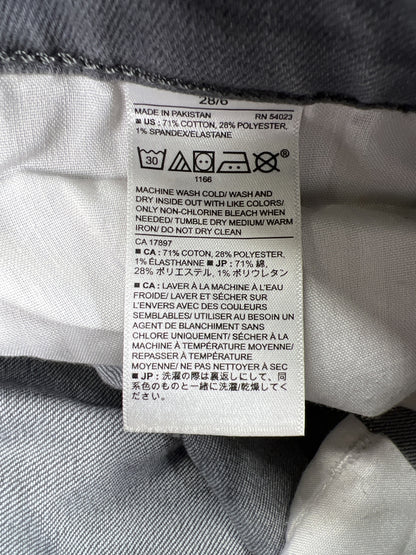 28/6
MADE IN PAKISTAN RN 54023
■ US : 71% COTTON, 28% POLYESTER,
1% SPANDEX/ELASTANE
30
®
1166
MACHINE WASH COLD/ WASH AND
DRY INSIDE OUT WITH LIKE COLORS/
ONLY NON-CHLORINE BLEACH WHEN
NEEDED/ TUMBLE DRY MEDIUM/ WARM
IRON/ DO NOT DRY CLEAN
CA 17897
■ CA : 71% COTON, 28% POLYESTER,
1% ÉLASTHANNE ■ JP : 71% 綿,
28% ポリエステル, 1% ポリウレタン
■ CA : LAVER À LA MACHINE À L'EAU
FROIDE/ LAVER ET SÉCHER SUR
L'ENVERS AVEC DES COULEURS
SEMBLABLES/ UTILISER AU BESOIN UN
AGENT DE BLANCHIMENT SANS
CHLORE UNIQUEMENT/ SÉCHER À LA
MACHINE À TEMPÉRATURE MOYENNE/
REPASSER À TEMPÉRATURE
MOYENNE/ NE PAS NETTOYER À SEC
■ JP : 洗濯の際は裏返しにして、同
系色のものと一緒に洗濯/乾燥してく
ださい。